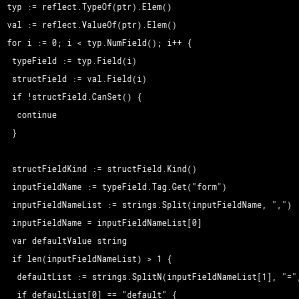 typ := reflect.TypeOf(ptr).Elem()
val := reflect.ValueOf(ptr).Elem()
for i := 0; i < typ.NumField(); i++ {
typeField := typ.Field(i)
structField := val.Field(i)
if !structField.CanSet() {
continue
}
structFieldKind := structField.Kind()
inputFieldName := typeField.Tag.Get("form")
inputFieldNameList := strings.Split(inputFieldName, ",")
inputFieldName = inputFieldNameList[0]
var defaultValue string
if len(inputFieldNameList) > 1 {
defaultList := strings.SplitN(inputFieldNameList[1], "="
if defaultList[0] == "default" {